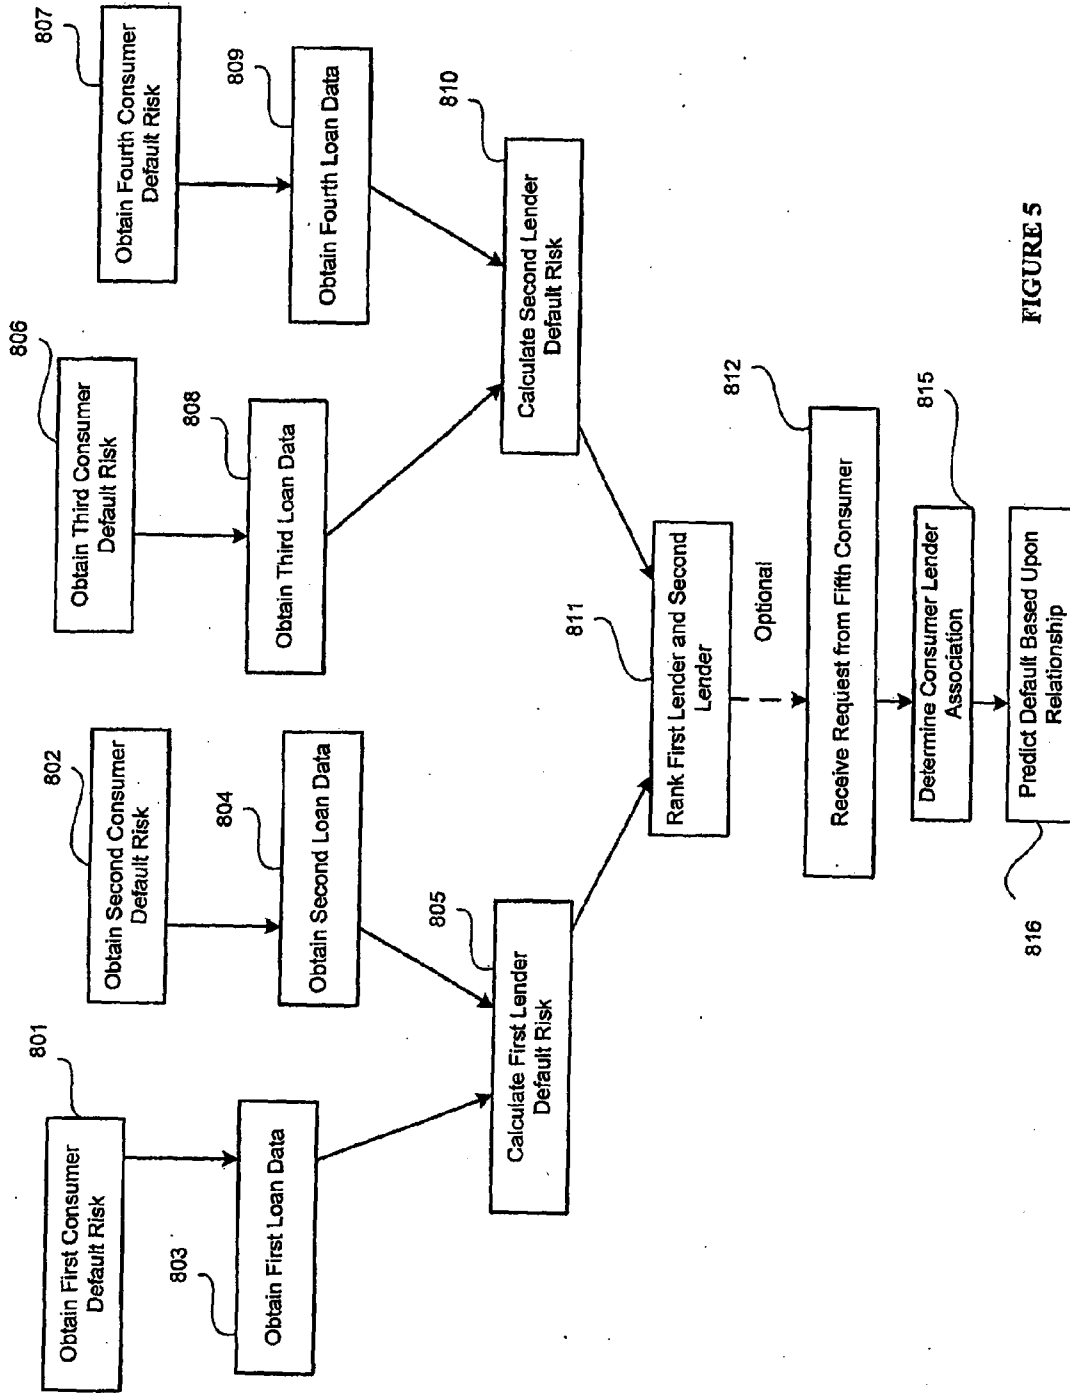 801
Obtain First Consumer
Default Risk
802
Obtain Second Consumer
Default Risk
806
Obtain Third Consumer
Default Risk
807
Obtain Fourth Consumer
Default Risk
803
Obtain First Loan Data
804
Obtain Second Loan Data
808
Obtain Third Loan Data
809
Obtain Fourth Loan Data
805
Calculate First Lender
Default Risk
810
Calculate Second Lender
Default Risk
811
Rank First Lender and Second
Lender
Optional
812
Receive Request from Fifth Consumer
815
Determine Consumer Lender
Association
816
Predict Default Based Upon
Relationship
FIGURE 5